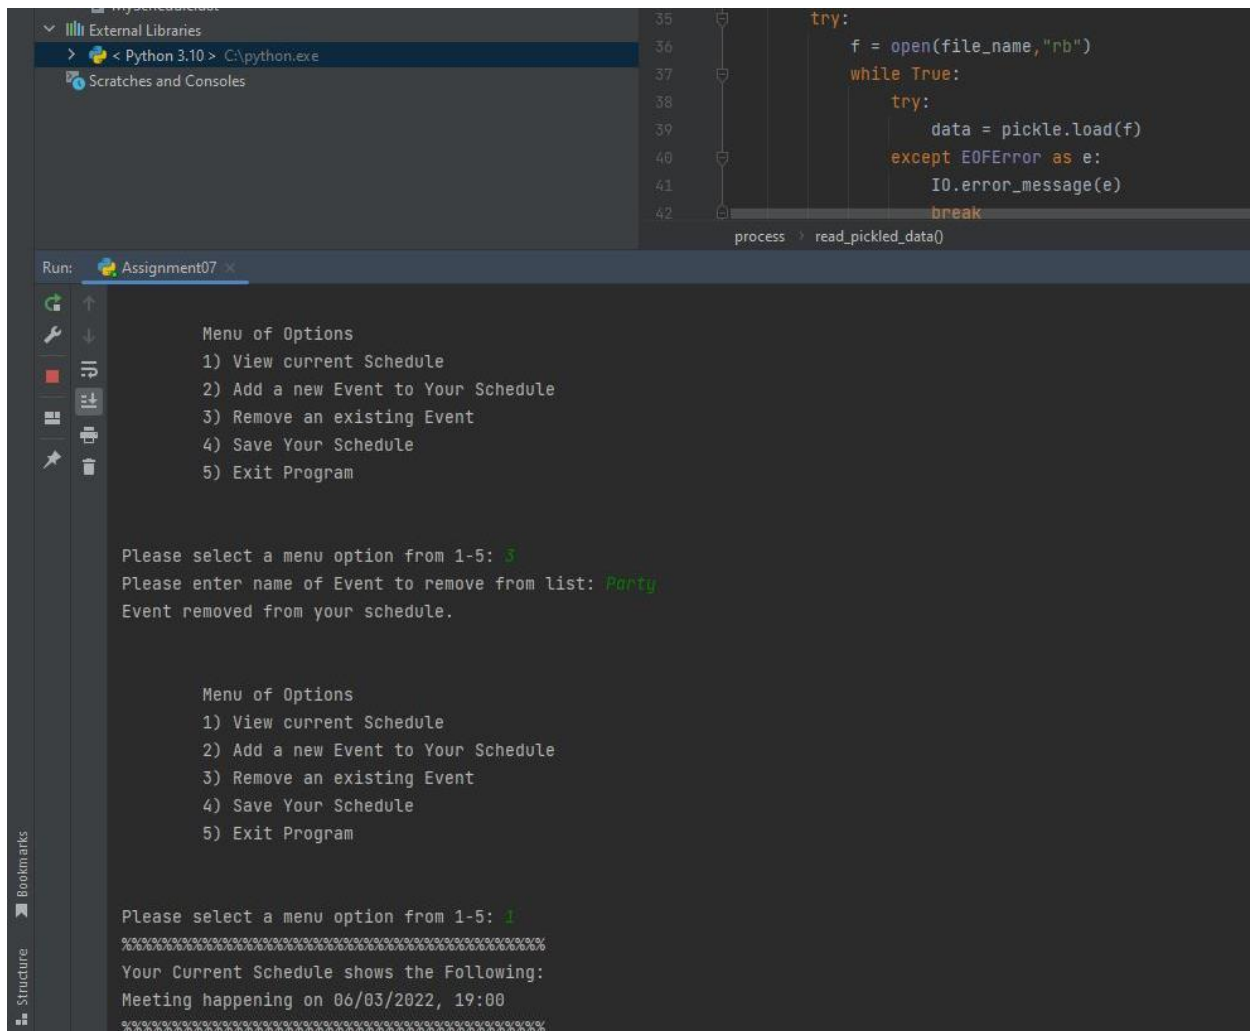 External Libraries
< Python 3.10 > C:\python.exe
Scratches and Consoles
35 try:
36 f = open(file_name,"rb")
37 while True:
38 try:
39 data = pickle.load(f)
40 except EOFError as e:
41 IO.error_message(e)
42 break
process > read_pickled_data()
Run: Assignment07
Menu of Options
1) View current Schedule
2) Add a new Event to Your Schedule
3) Remove an existing Event
4) Save Your Schedule
5) Exit Program
Please select a menu option from 1-5: 3
Please enter name of Event to remove from list: Party
Event removed from your schedule.
Menu of Options
1) View current Schedule
2) Add a new Event to Your Schedule
3) Remove an existing Event
4) Save Your Schedule
5) Exit Program
Please select a menu option from 1-5: 1
%%%%%%%%%%%%%%%%%%%%%%%%%%%%%%%%%%%%%%%%%%
Your Current Schedule shows the Following:
Meeting happening on 06/03/2022, 19:00
%%%%%%%%%%%%%%%%%%%%%%%%%%%%%%%%%%%%%%%%%%
Bookmarks
Structure